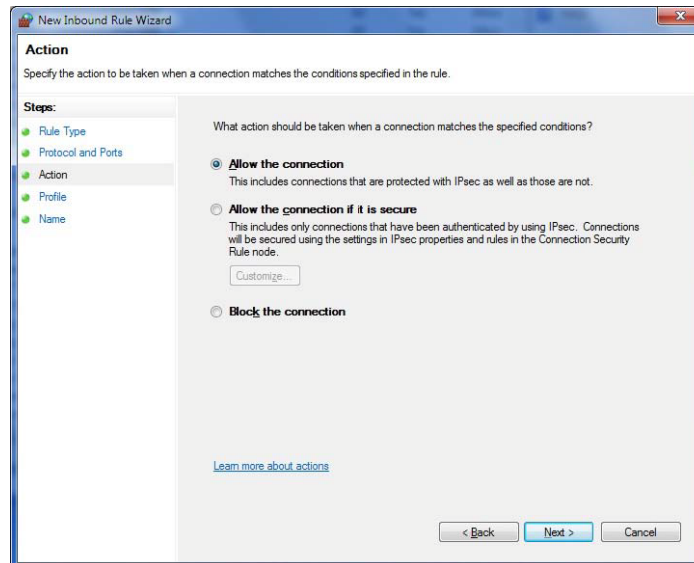 New Inbound Rule Wizard
Action
Specify the action to be taken when a connection matches the conditions specified in the rule.
Steps:
Rule Type
Protocol and Ports
Action
Profile
Name
What action should be taken when a connection matches the specified conditions?
Allow the connection
This includes connections that are protected with IPsec as well as those are not.
Allow the connection if it is secure
This includes only connections that have been authenticated by using IPsec. Connections
will be secured using the settings in IPsec properties and rules in the Connection Security
Rule node.
Customize...
Block the connection
Learn more about actions
< Back
Next >
Cancel